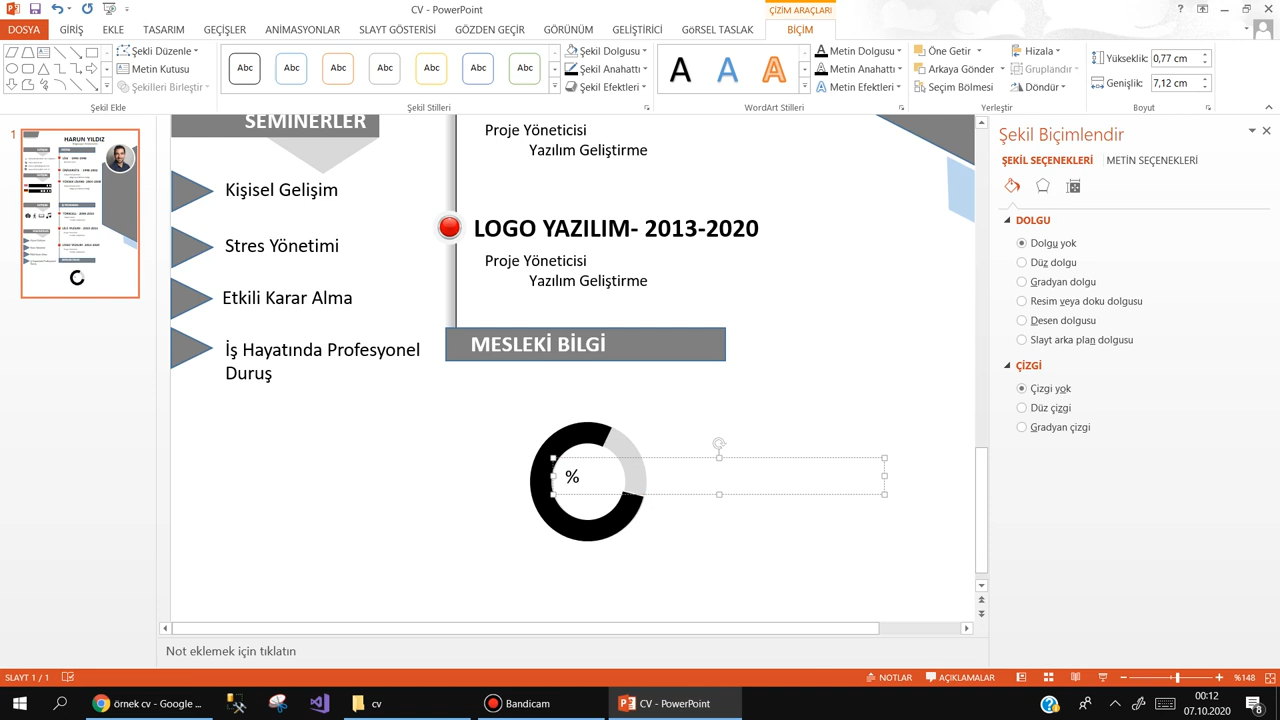 CV - PowerPoint
ÇİZİM ARAÇLARI
DOSYA GİRİŞ EKLE TASARIM GEÇİŞLER ANİMASYONLAR SLAYT GÖSTERİSİ GÖZDEN GEÇİR GÖRÜNÜM GELİŞTİRİCİ GöRSEL TASLAK BİÇİM
Şekli Düzenle
Metin Kutusu
Şekilleri Birleştir
Şekil Ekle
Abc Abc Abc Abc Abc Abc Abc
Şekil Dolgusu
Şekil Anahattı
Şekil Efektleri
Şekil Stilleri
A A A
Metin Dolgusu
Metin Anahattı
Metin Efektleri
WordArt Stilleri
Öne Getir
Arkaya Gönder
Seçim Bölmesi
Hizala
Gruplandır
Döndür
Yerleştir
Yükseklik: 0,77 cm
Genişlik: 7,12 cm
Boyut
1
HARUN YILDIZ
SEMİNERLER
Kişisel Gelişim
Stres Yönetimi
Etkili Karar Alma
İş Hayatında Profesyonel
Duruş
Proje Yöneticisi
Yazılım Geliştirme
LOGO YAZILIM- 2013-2020
Proje Yöneticisi
Yazılım Geliştirme
MESLEKİ BİLGİ
%
Şekil Biçimlendir
ŞEKİL SEÇENEKLERİ METİN SEÇENEKLERİ
DOLGU
Dolgu yok
Düz dolgu
Gradyan dolgu
Resim veya doku dolgusu
Desen dolgusu
Slayt arka plan dolgusu
ÇİZGİ
Çizgi yok
Düz çizgi
Gradyan çizgi
Not eklemek için tıklatın
SLAYT 1 / 1
NOTLAR AÇIKLAMALAR %148
örnek cv - Google ...
cv
Bandicam
CV - PowerPoint
00:12
07.10.2020
8